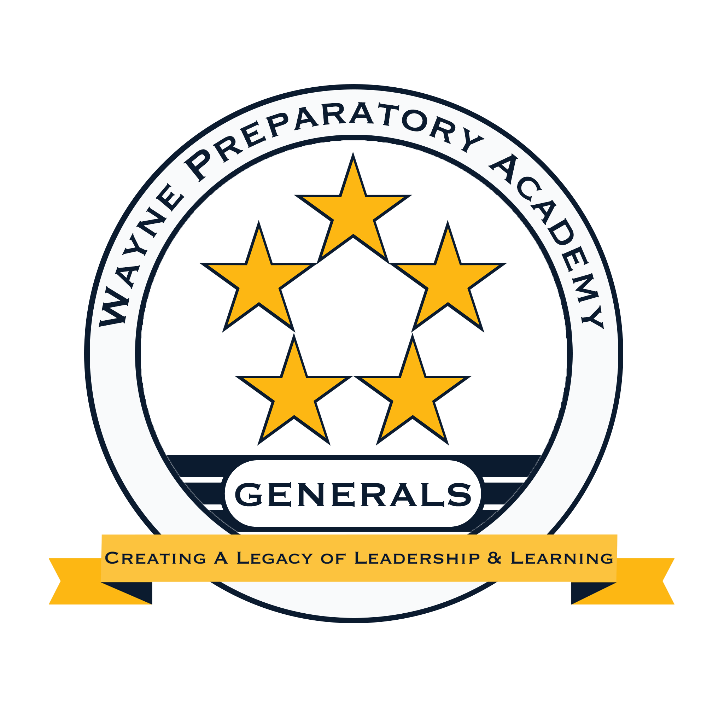 Wayne Preparatory Academy
GENERALS
Creating A Legacy of Leadership & Learning